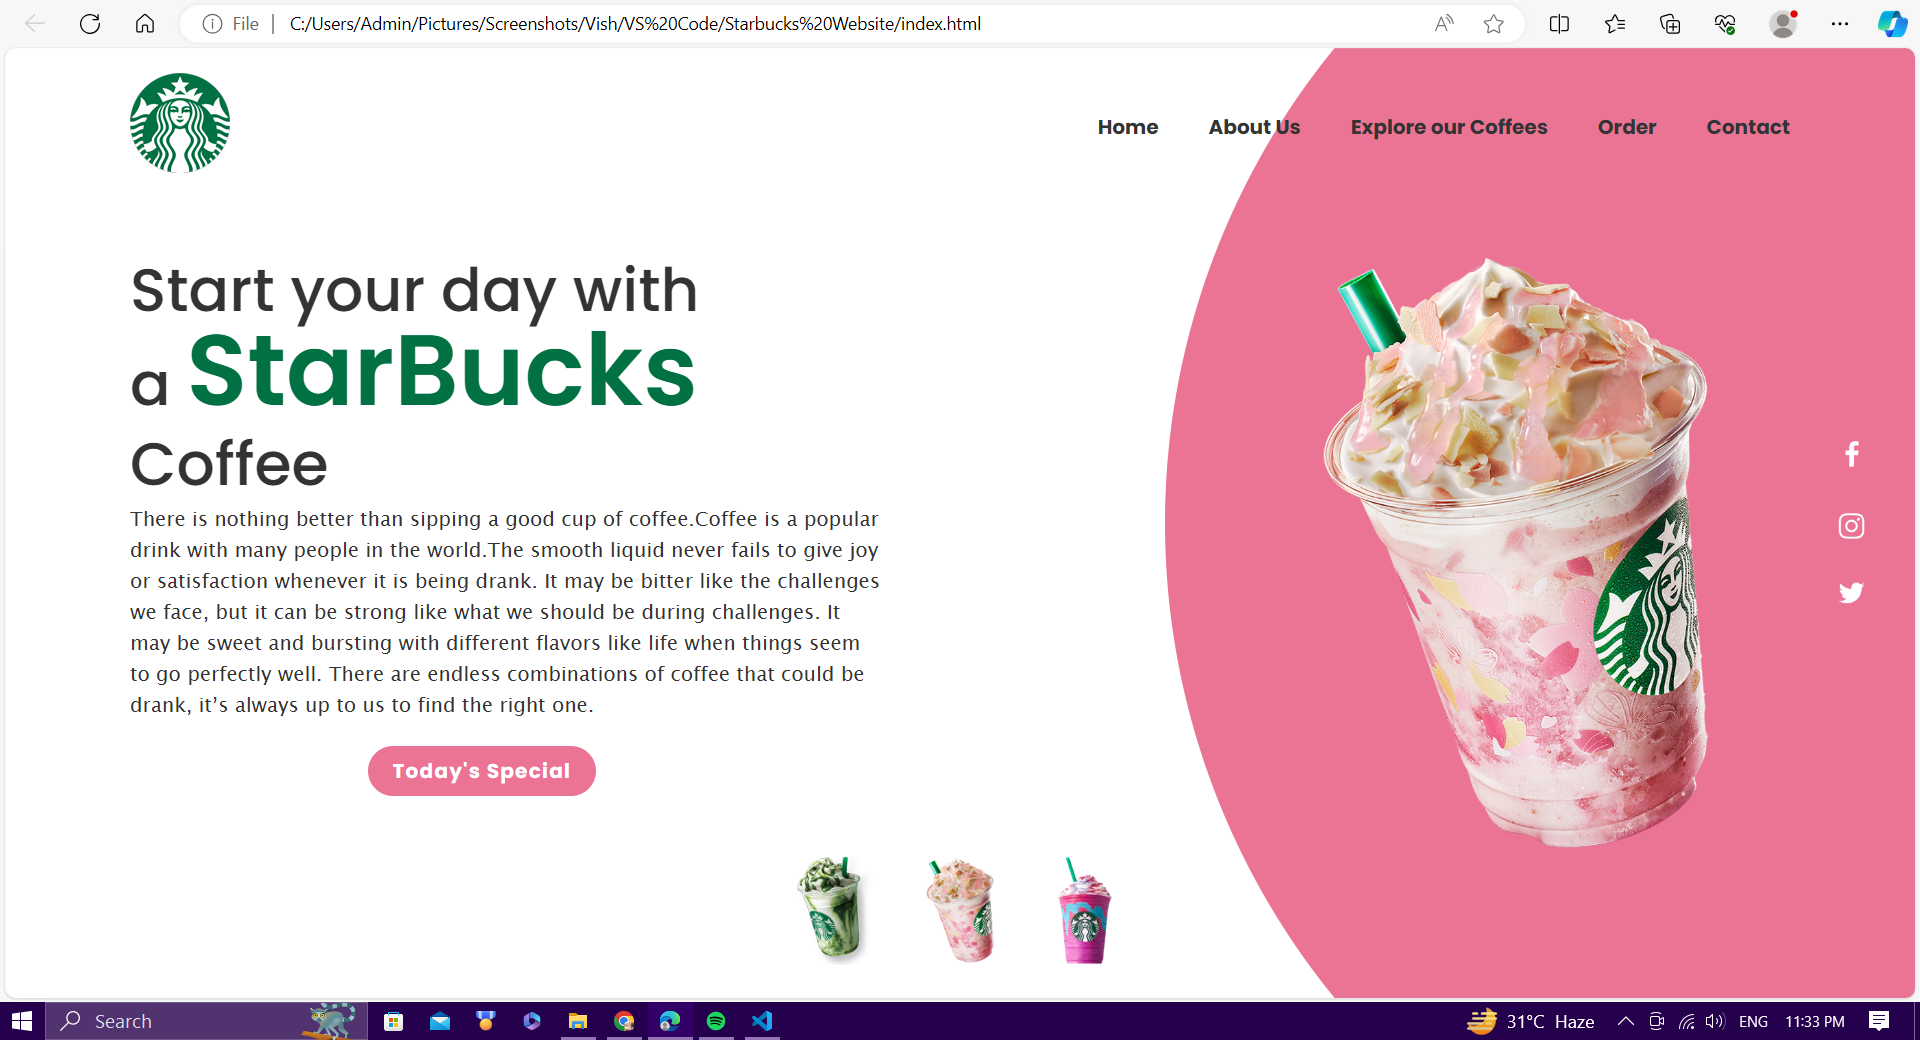 File | C:/Users/Admin/Pictures/Screenshots/Vish/VS%20Code/Starbucks%20Website/index.html
Home About Us Explore our Coffees Order Contact
Start your day with
a StarBucks
Coffee
There is nothing better than sipping a good cup of coffee.Coffee is a popular
drink with many people in the world.The smooth liquid never fails to give joy
or satisfaction whenever it is being drank. It may be bitter like the challenges
we face, but it can be strong like what we should be during challenges. It
may be sweet and bursting with different flavors like life when things seem
to go perfectly well. There are endless combinations of coffee that could be
drank, it’s always up to us to find the right one.
Today's Special
Search 31°C Haze ENG 11:33 PM